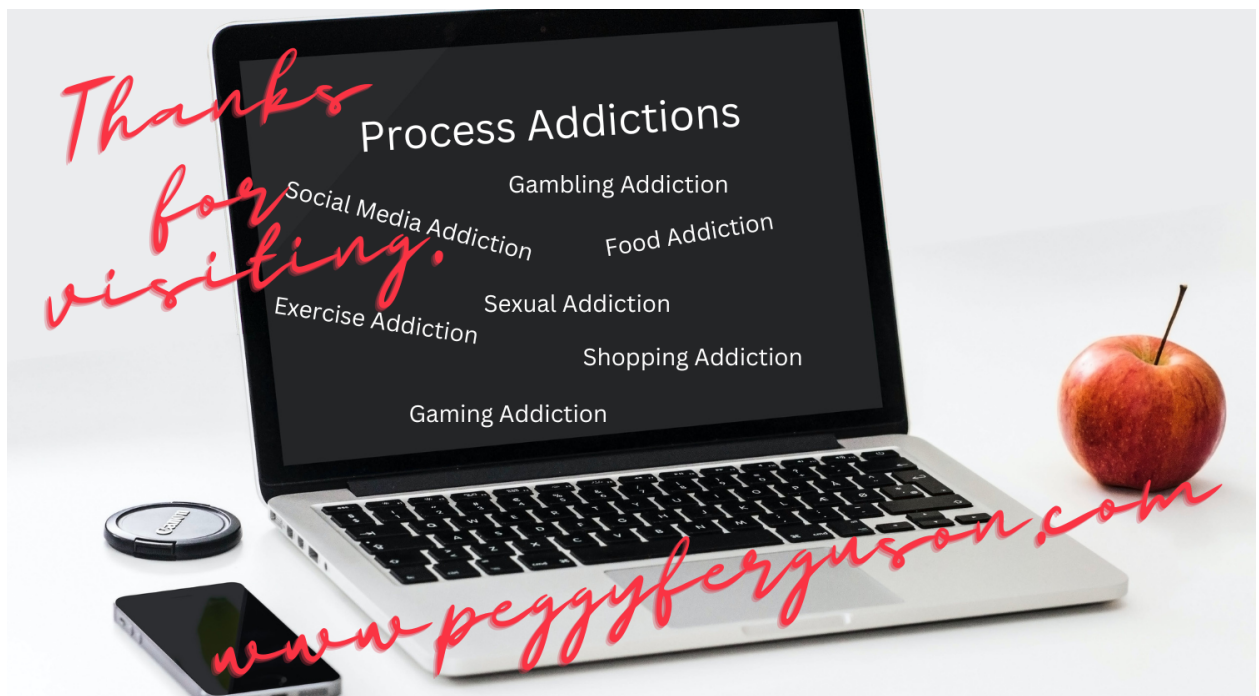 Thanks
for
visiting.
Process Addictions
Gambling Addiction
Social Media Addiction
Food Addiction
Sexual Addiction
Exercise Addiction
Shopping Addiction
Gaming Addiction
www.peggyferguson.com